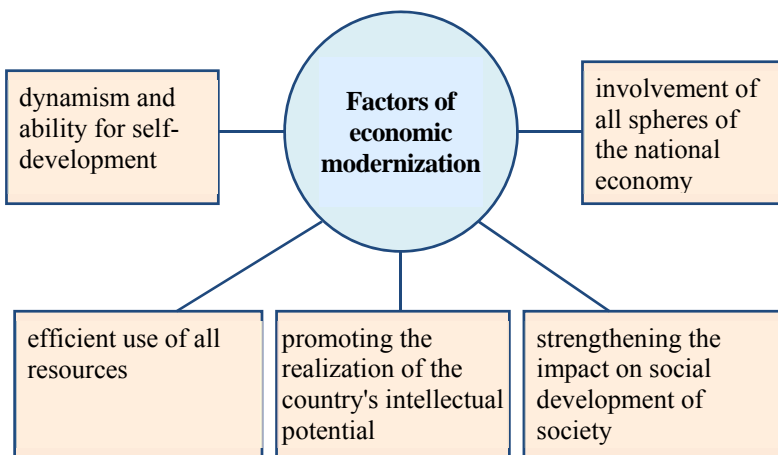 Factors of
economic
modernization
dynamism and
ability for self-
development
involvement of
all spheres of
the national
economy
efficient use of all
resources
promoting the
realization of the
country's intellectual
potential
strengthening the
impact on social
development of
society